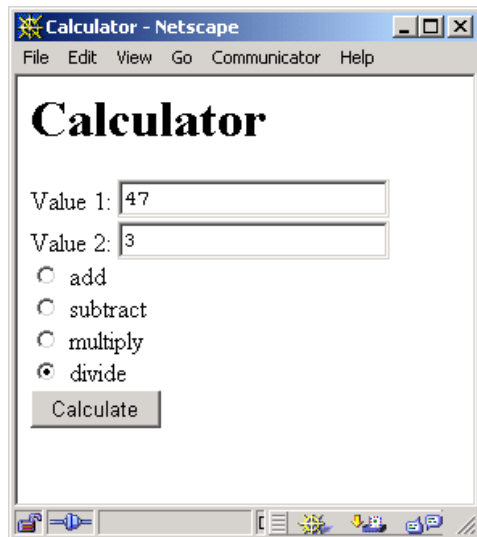 Calculator - Netscape
File Edit View Go Communicator Help
Calculator
Value 1: 47
Value 2: 3
add
subtract
multiply
divide
Calculate